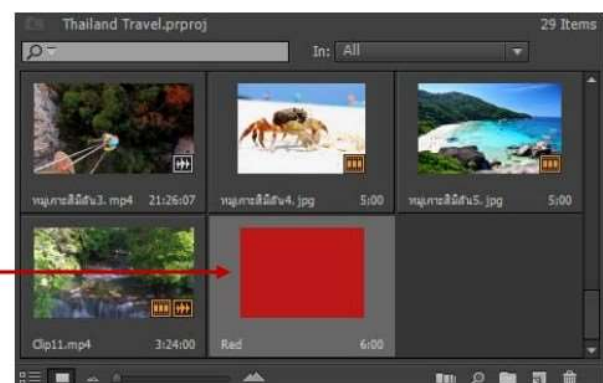 Thailand Travel.prproj 29 Items
In: All
หมู่เกาะสิมิลัน3. mp4 21:26:07
หมู่เกาะสิมิลัน4. jpg 5:00
หมู่เกาะสิมิลัน5. jpg 5:00
Clip11.mp4 3:24:00
Red 6:00